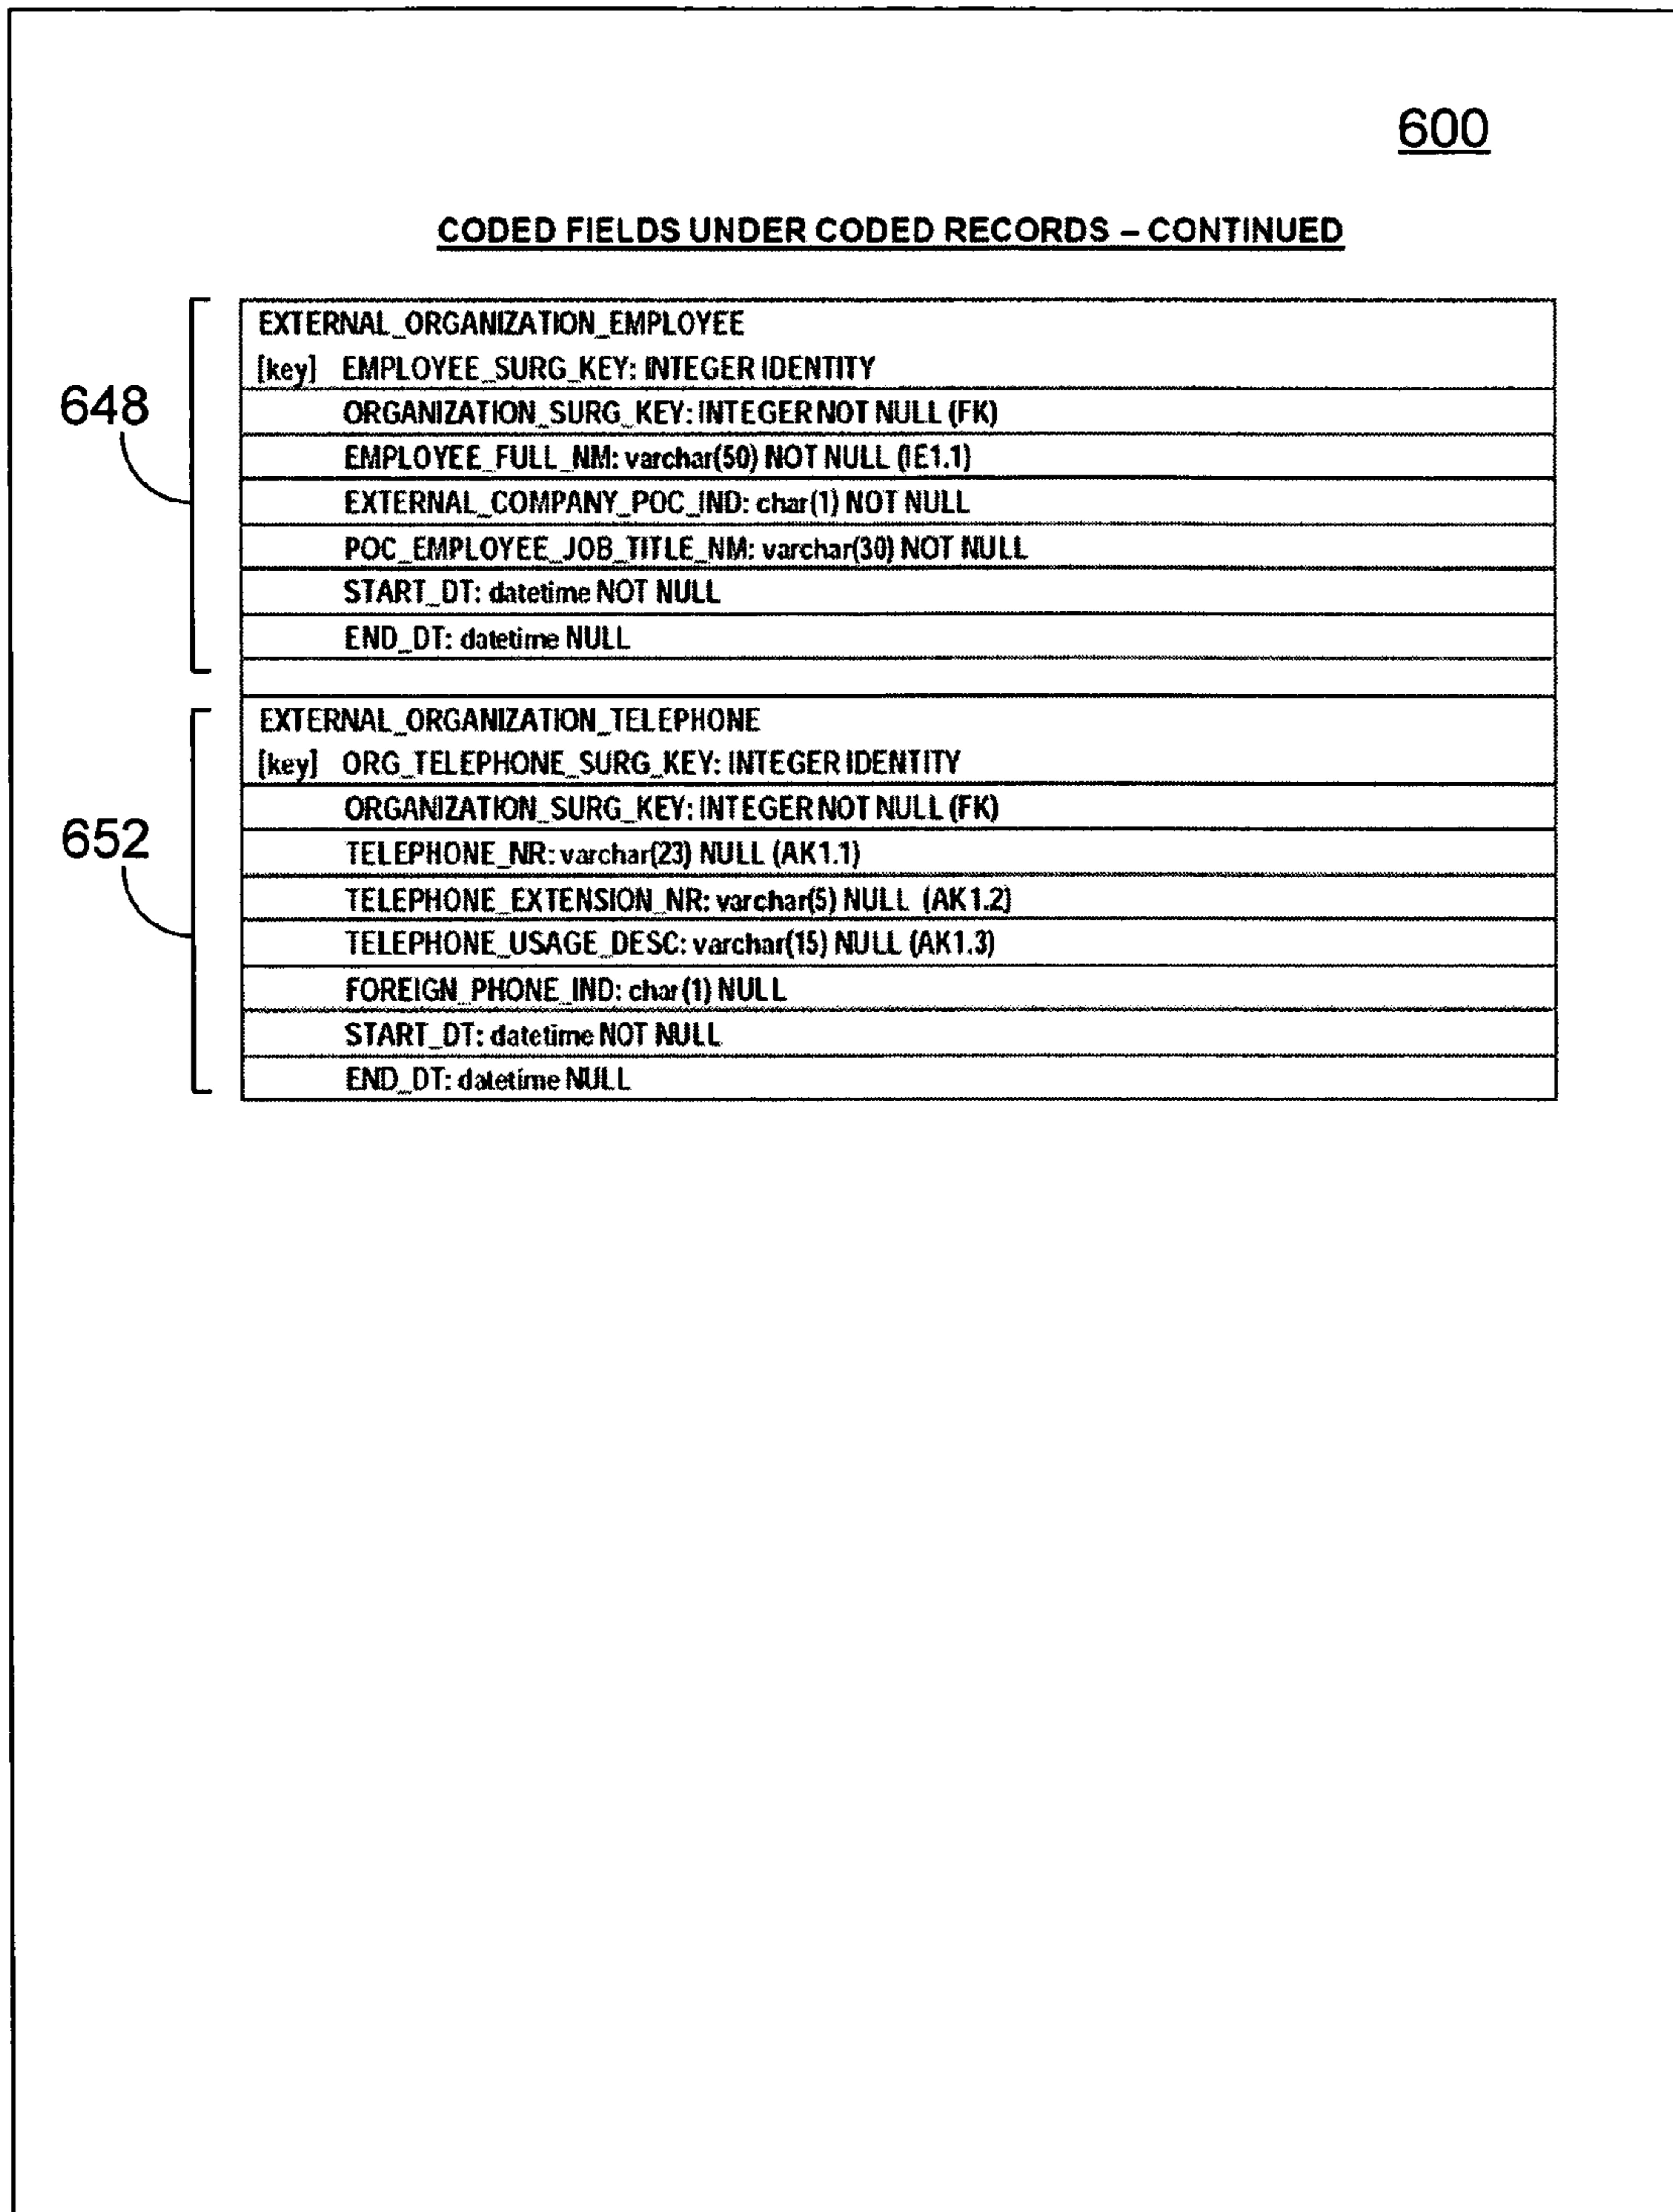 600
CODED FIELDS UNDER CODED RECORDS – CONTINUED
648
EXTERNAL_ORGANIZATION_EMPLOYEE
[key] EMPLOYEE_SURG_KEY: INTEGER IDENTITY
ORGANIZATION_SURG_KEY: INTEGER NOT NULL (FK)
EMPLOYEE_FULL_NM: varchar(50) NOT NULL (IE1.1)
EXTERNAL_COMPANY_POC_IND: char(1) NOT NULL
POC_EMPLOYEE_JOB_TITLE_NM: varchar(30) NOT NULL
START_DT: datetime NOT NULL
END_DT: datetime NULL
652
EXTERNAL_ORGANIZATION_TELEPHONE
[key] ORG_TELEPHONE_SURG_KEY: INTEGER IDENTITY
ORGANIZATION_SURG_KEY: INTEGER NOT NULL (FK)
TELEPHONE_NR: varchar(23) NULL (AK1.1)
TELEPHONE_EXTENSION_NR: varchar(5) NULL (AK1.2)
TELEPHONE_USAGE_DESC: varchar(15) NULL (AK1.3)
FOREIGN_PHONE_IND: char(1) NULL
START_DT: datetime NOT NULL
END_DT: datetime NULL